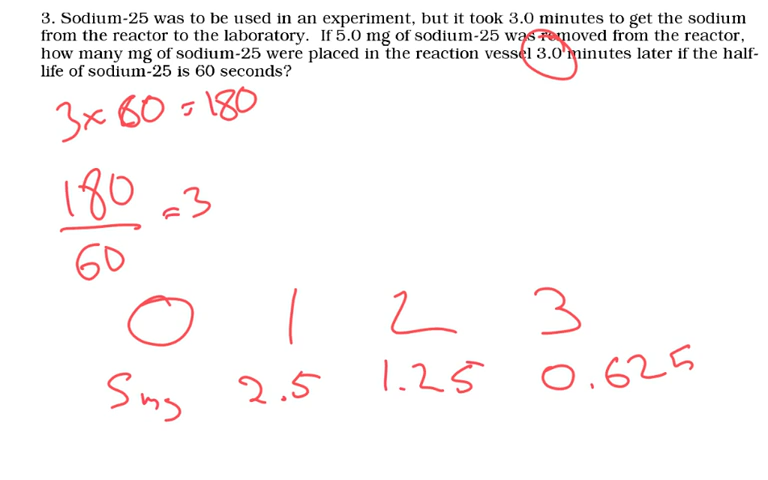 3. Sodium-25 was to be used in an experiment, but it took 3.0 minutes to get the sodium
from the reactor to the laboratory. If 5.0 mg of sodium-25 was removed from the reactor,
how many mg of sodium-25 were placed in the reaction vessel 3.0 minutes later if the half-
life of sodium-25 is 60 seconds?
3 x 60 = 180
180
= 3
60
0 1 2 3
5mg 2.5 1.25 0.625